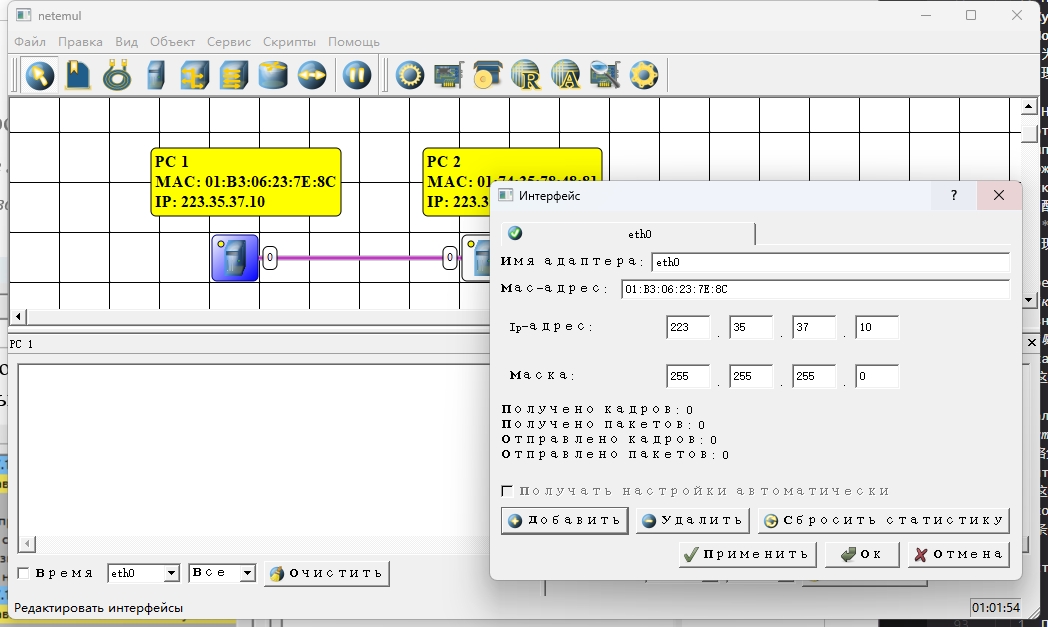 netemul
Файл Правка Вид Объект Сервис Скрипты Помощь
PC 1
MAC: 01:B3:06:23:7E:8C
IP: 223.35.37.10
PC 2
MAC:
IP: 223.3
0 0
Интерфейс
?
eth0
Имя адаптера: eth0
Mac-адрес: 01:B3:06:23:7E:8C
Ip-адрес: 223 . 35 . 37 . 10
Маска: 255 . 255 . 255 . 0
Получено кадров: 0
Получено пакетов: 0
Отправлено кадров: 0
Отправлено пакетов: 0
Получать настройки автоматически
Добавить Удалить Сбросить статистику
Применить Ок Отмена
PC 1
Время eth0 Все Очистить
Редактировать интерфейсы
01:01:54